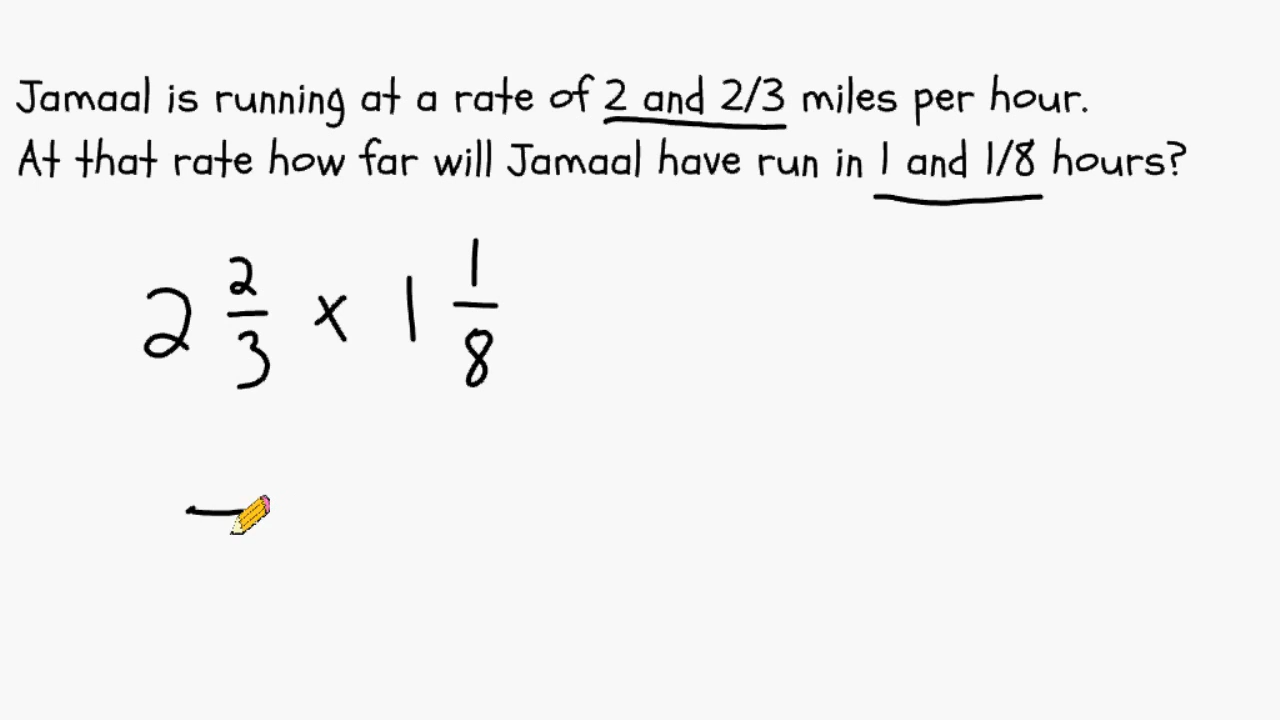 Jamaal is running at a rate of 2 and 2/3 miles per hour.
At that rate how far will Jamaal have run in 1 and 1/8 hours?
2 2/3 x 1 1/8